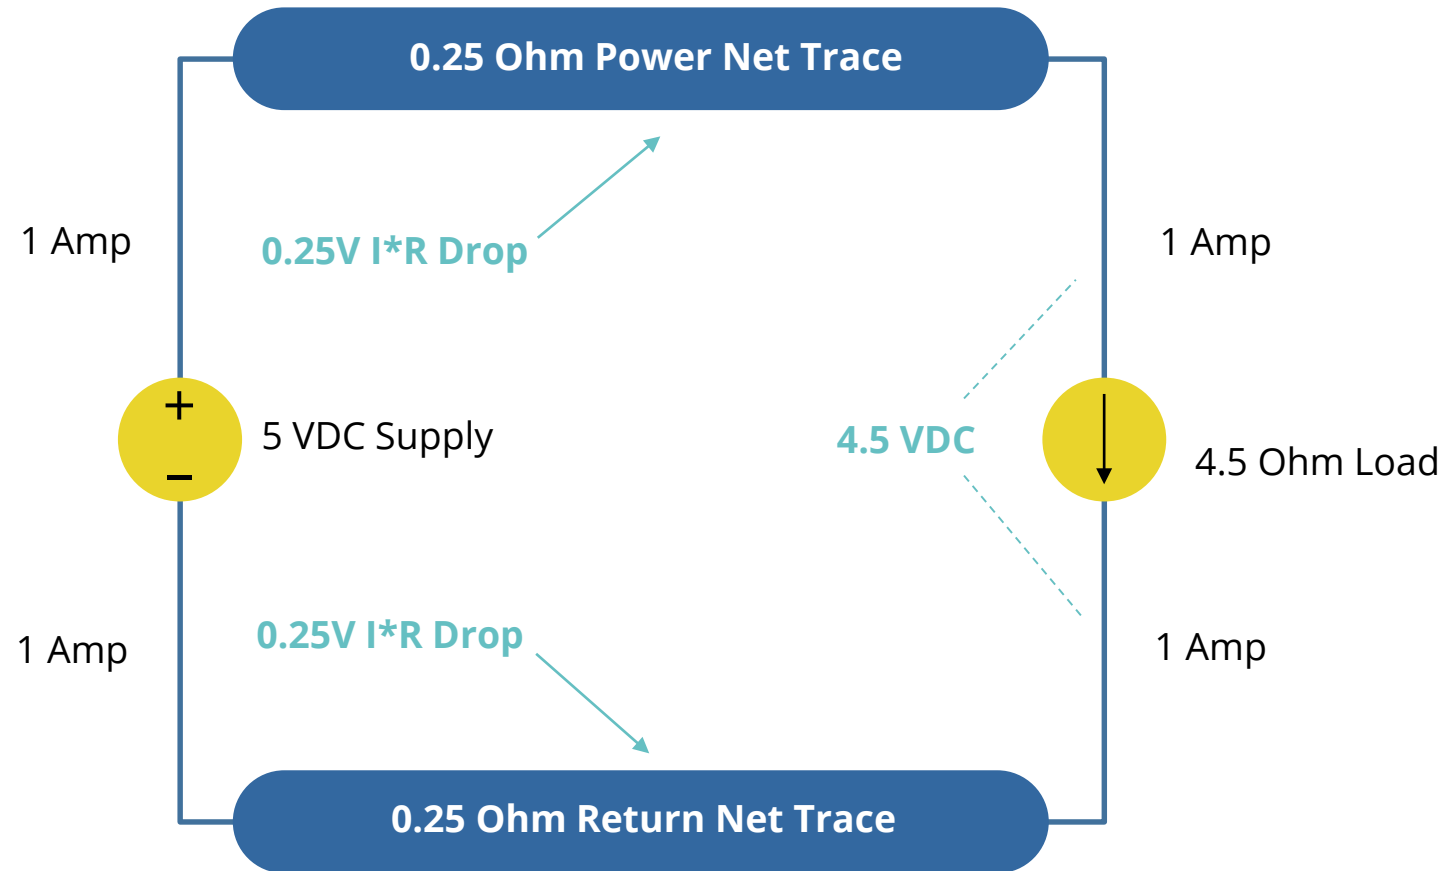 0.25 Ohm Power Net Trace
1 Amp
0.25V I*R Drop
1 Amp
+
5 VDC Supply
4.5 VDC
4.5 Ohm Load
−
0.25V I*R Drop
1 Amp
1 Amp
0.25 Ohm Return Net Trace